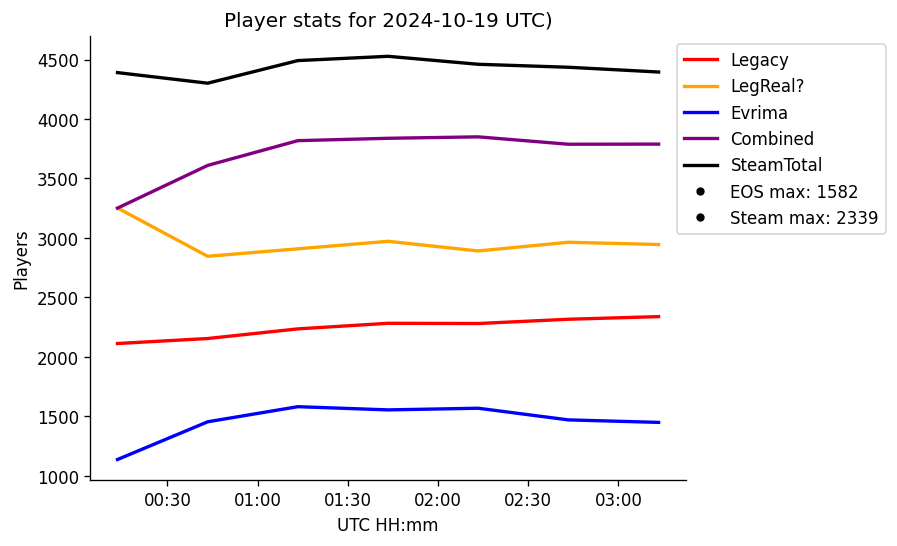 Player stats for 2024-10-19 UTC)
Legacy
LegReal?
Evrima
Combined
SteamTotal
EOS max: 1582
Steam max: 2339
Players
4500
4000
3500
3000
2500
2000
1500
1000
00:30 01:00 01:30 02:00 02:30 03:00
UTC HH:mm